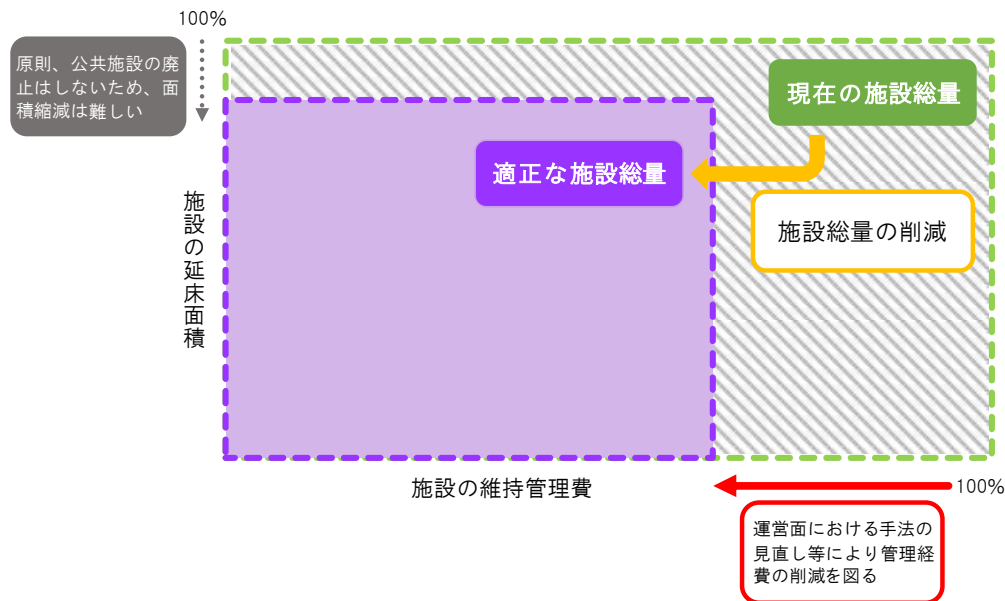 100%
原則、公共施設の廃
止はしないため、面
積縮減は難しい
現在の施設総量
適正な施設総量
施設総量の削減
施設の延床面積
施設の維持管理費
100%
運営面における手法の
見直し等により管理経
費の削減を図る